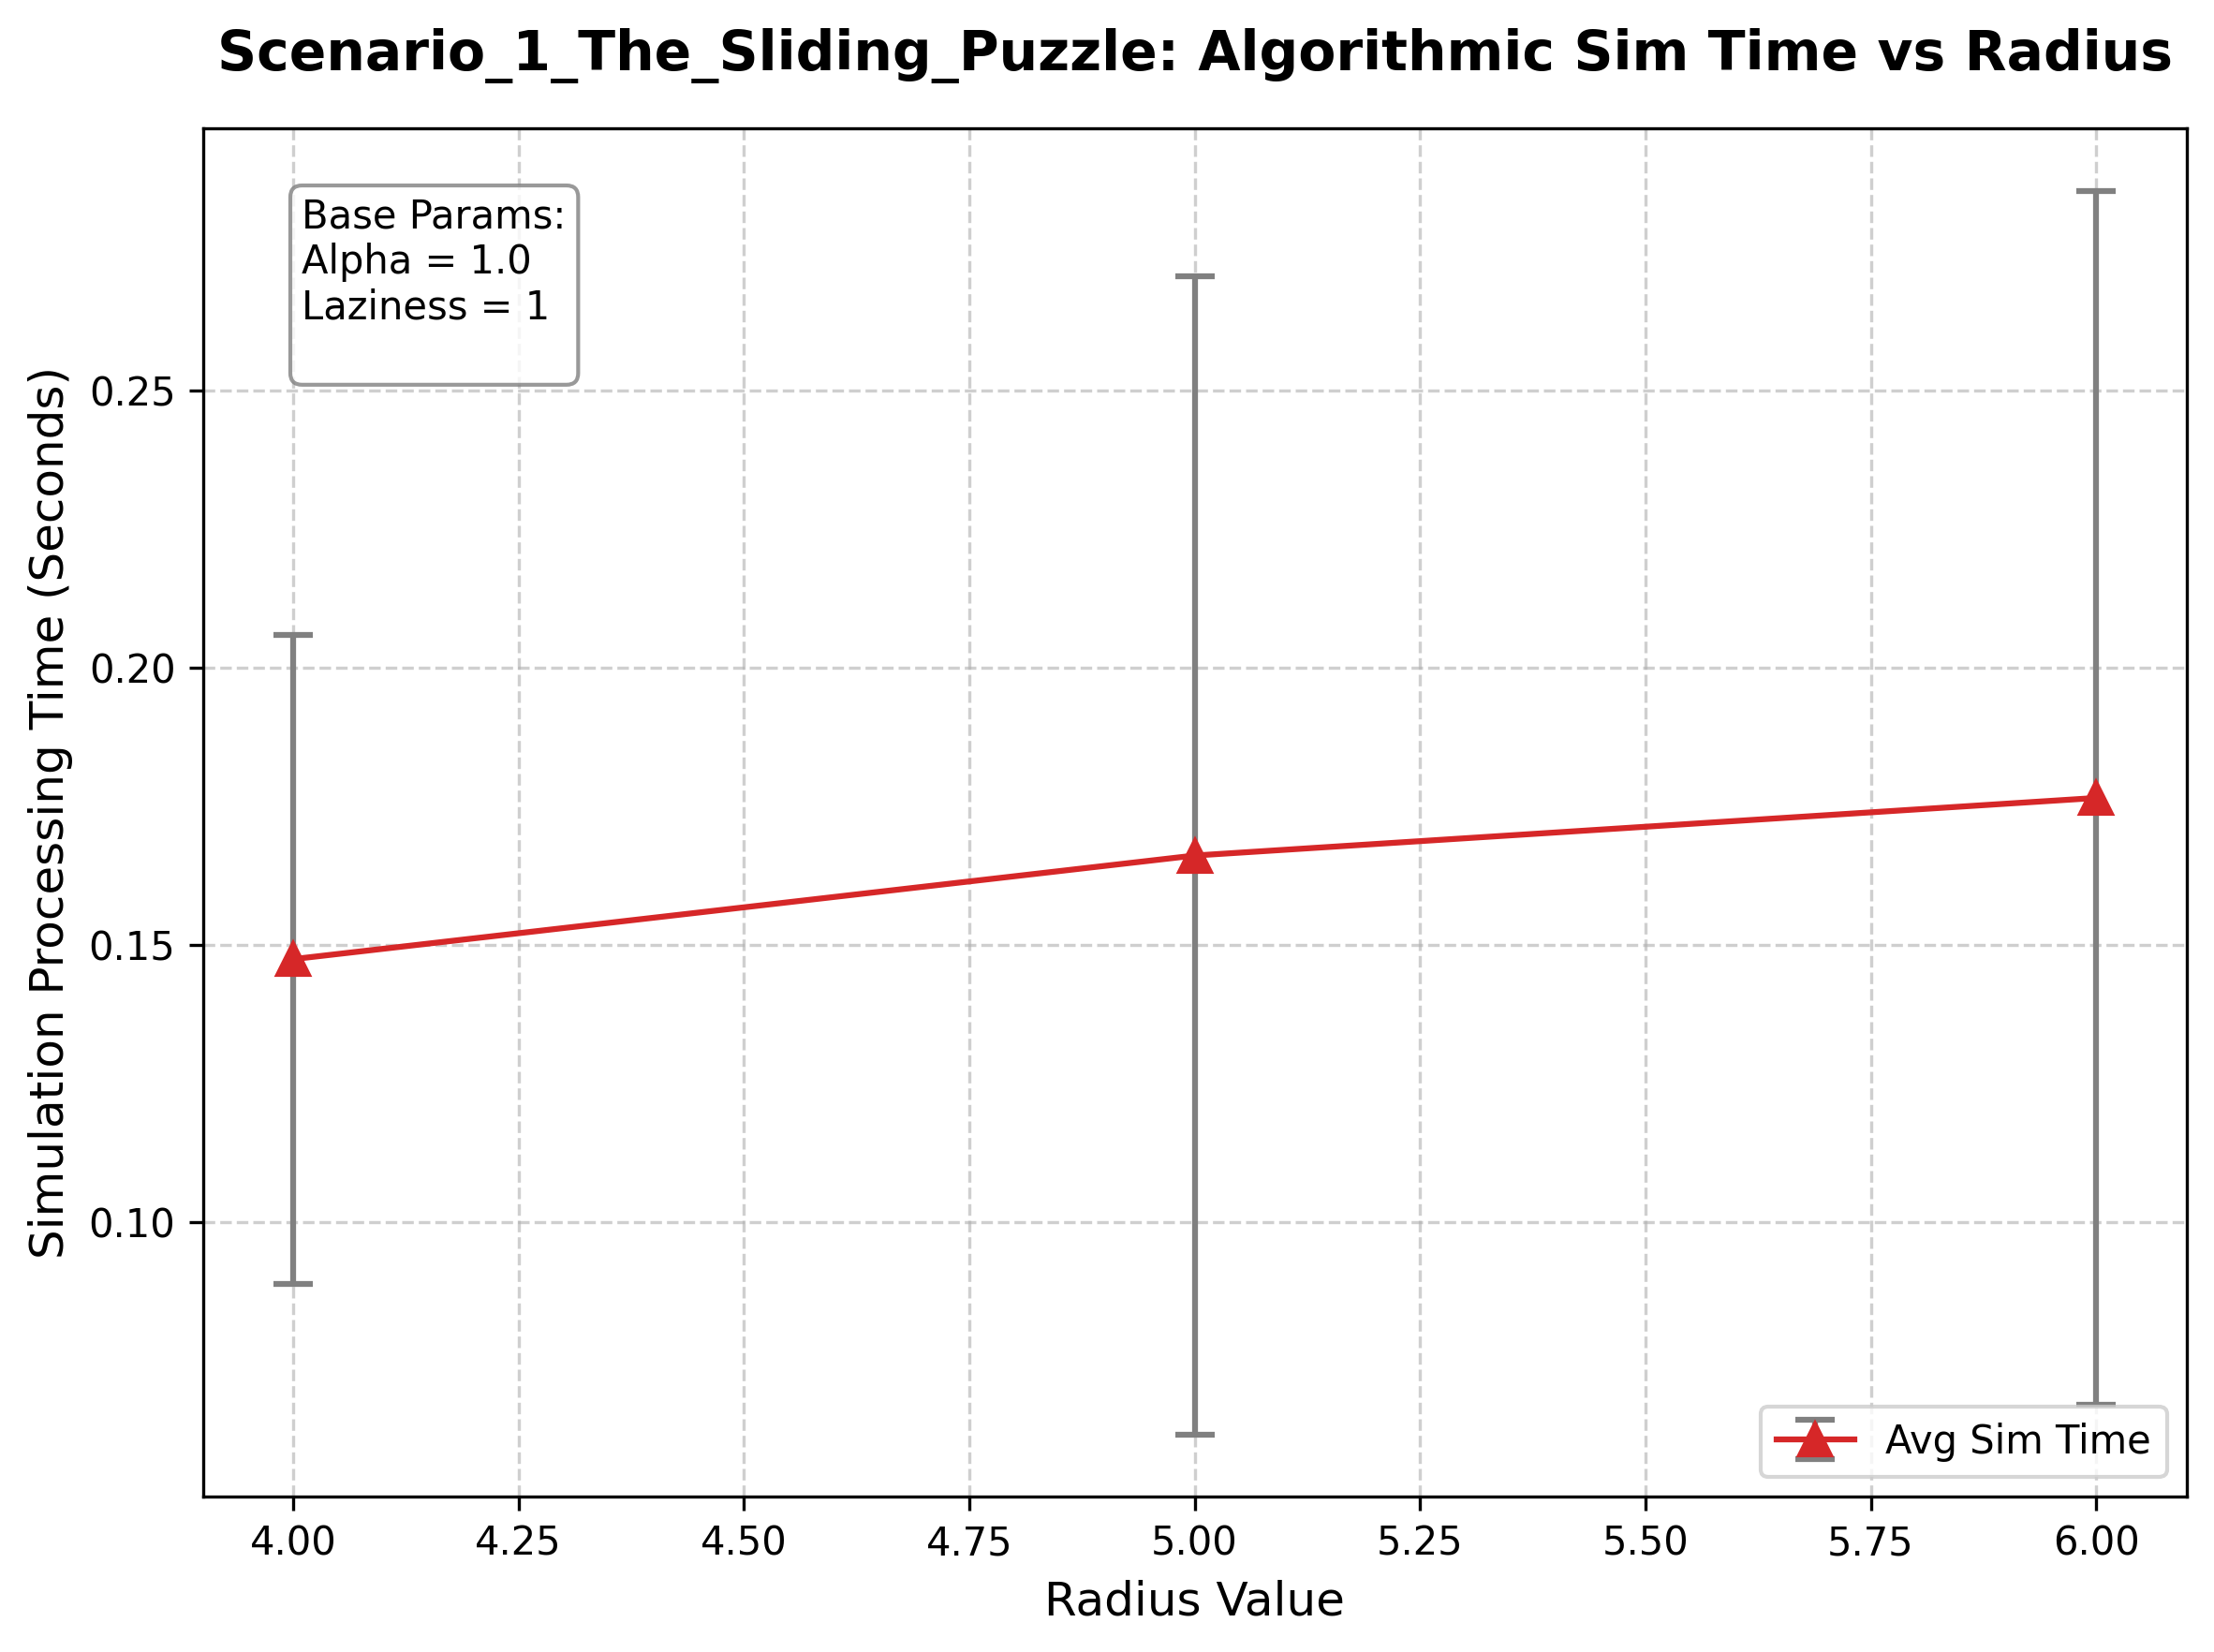 Scenario_1_The_Sliding_Puzzle: Algorithmic Sim Time vs Radius
Base Params:
Alpha = 1.0
Laziness = 1
Simulation Processing Time (Seconds)
0.25
0.20
0.15
0.10
Avg Sim Time
4.00 4.25 4.50 4.75 5.00 5.25 5.50 5.75 6.00
Radius Value